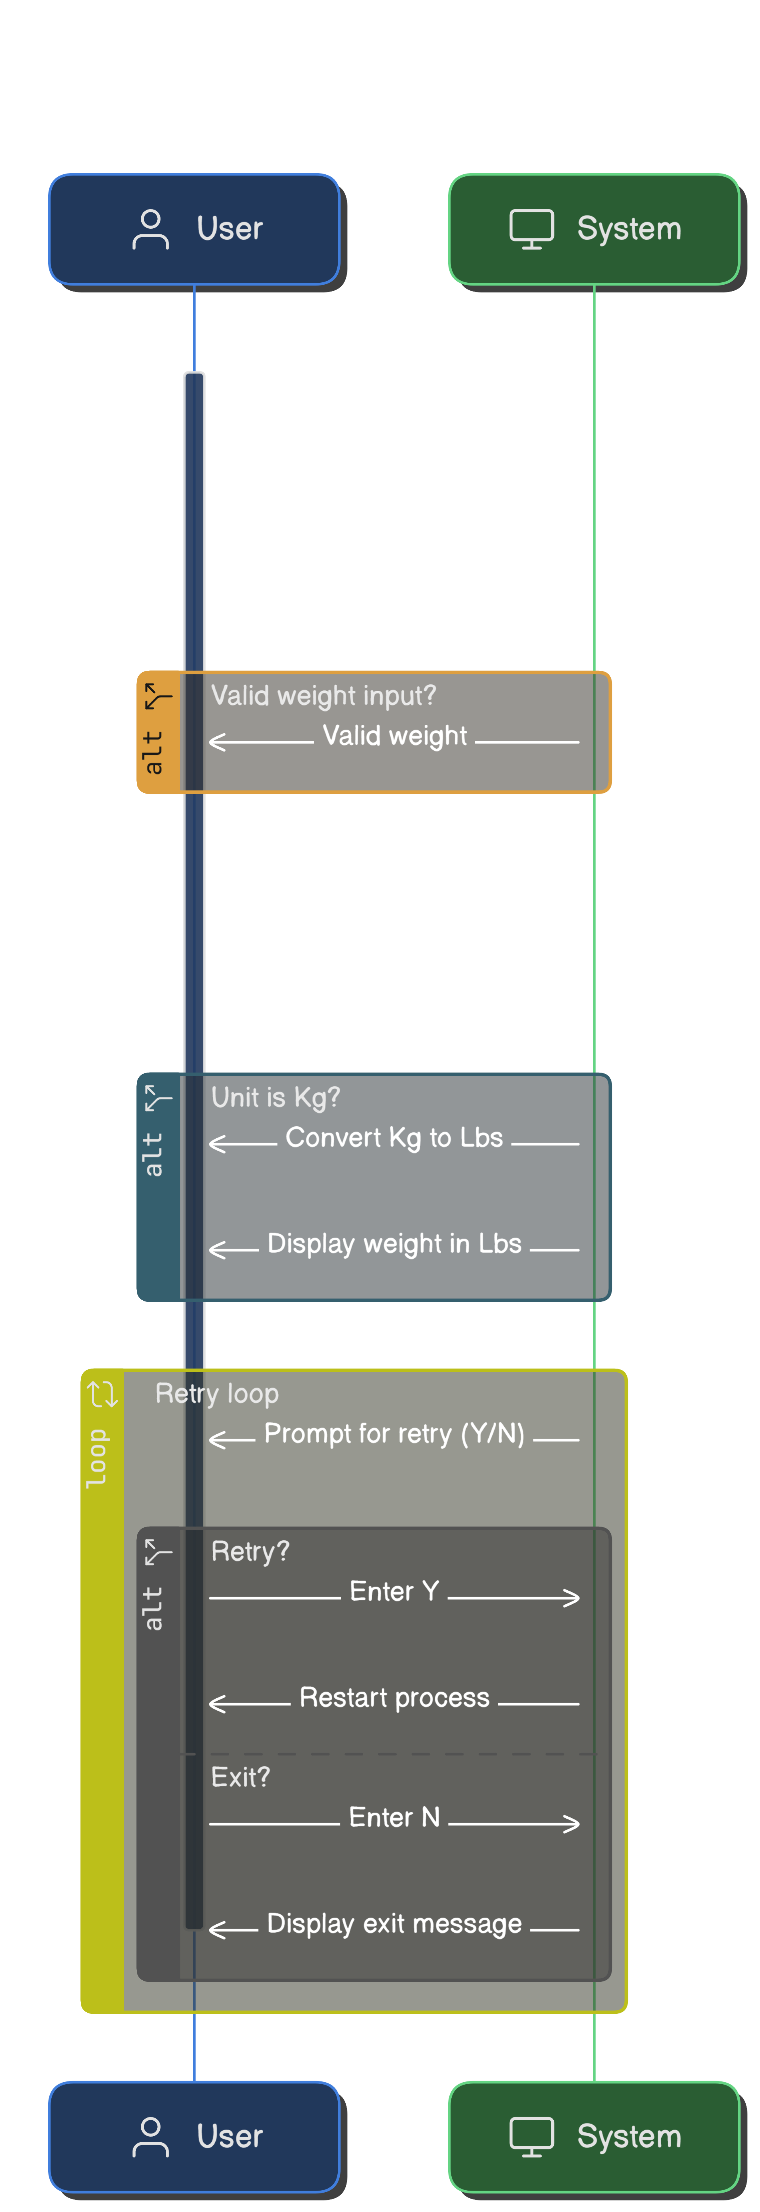 User
System
alt
Valid weight input?
Valid weight
alt
Unit is Kg?
Convert Kg to Lbs
Display weight in Lbs
loop
Retry loop
Prompt for retry (Y/N)
alt
Retry?
Enter Y
Restart process
Exit?
Enter N
Display exit message
User
System